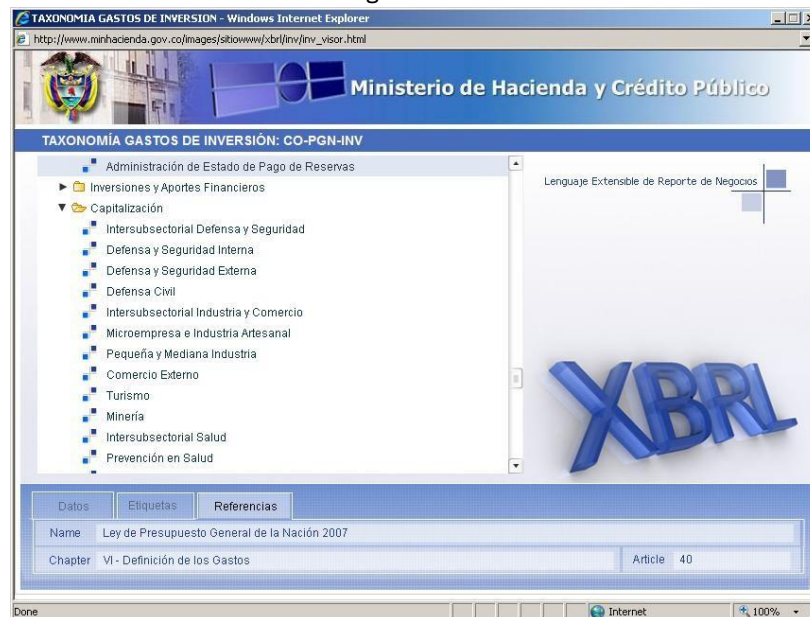 TAXONOMIA GASTOS DE INVERSION - Windows Internet Explorer
http://www.minhacienda.gov.co/images/sitiowww/xbrl/inv/inv_visor.html
Ministerio de Hacienda y Crédito Público
TAXONOMÍA GASTOS DE INVERSIÓN: CO-PGN-INV
Administración de Estado de Pago de Reservas
Inversiones y Aportes Financieros
Capitalización
Intersubsectorial Defensa y Seguridad
Defensa y Seguridad Interna
Defensa y Seguridad Externa
Defensa Civil
Intersubsectorial Industria y Comercio
Microempresa e Industria Artesanal
Pequeña y Mediana Industria
Comercio Externo
Turismo
Minería
Intersubsectorial Salud
Prevención en Salud
Lenguaje Extensible de Reporte de Negocios
XBRL
Datos Etiquetas Referencias
Name Ley de Presupuesto General de la Nación 2007
Chapter VI - Definición de los Gastos Article 40
Done Internet 100%